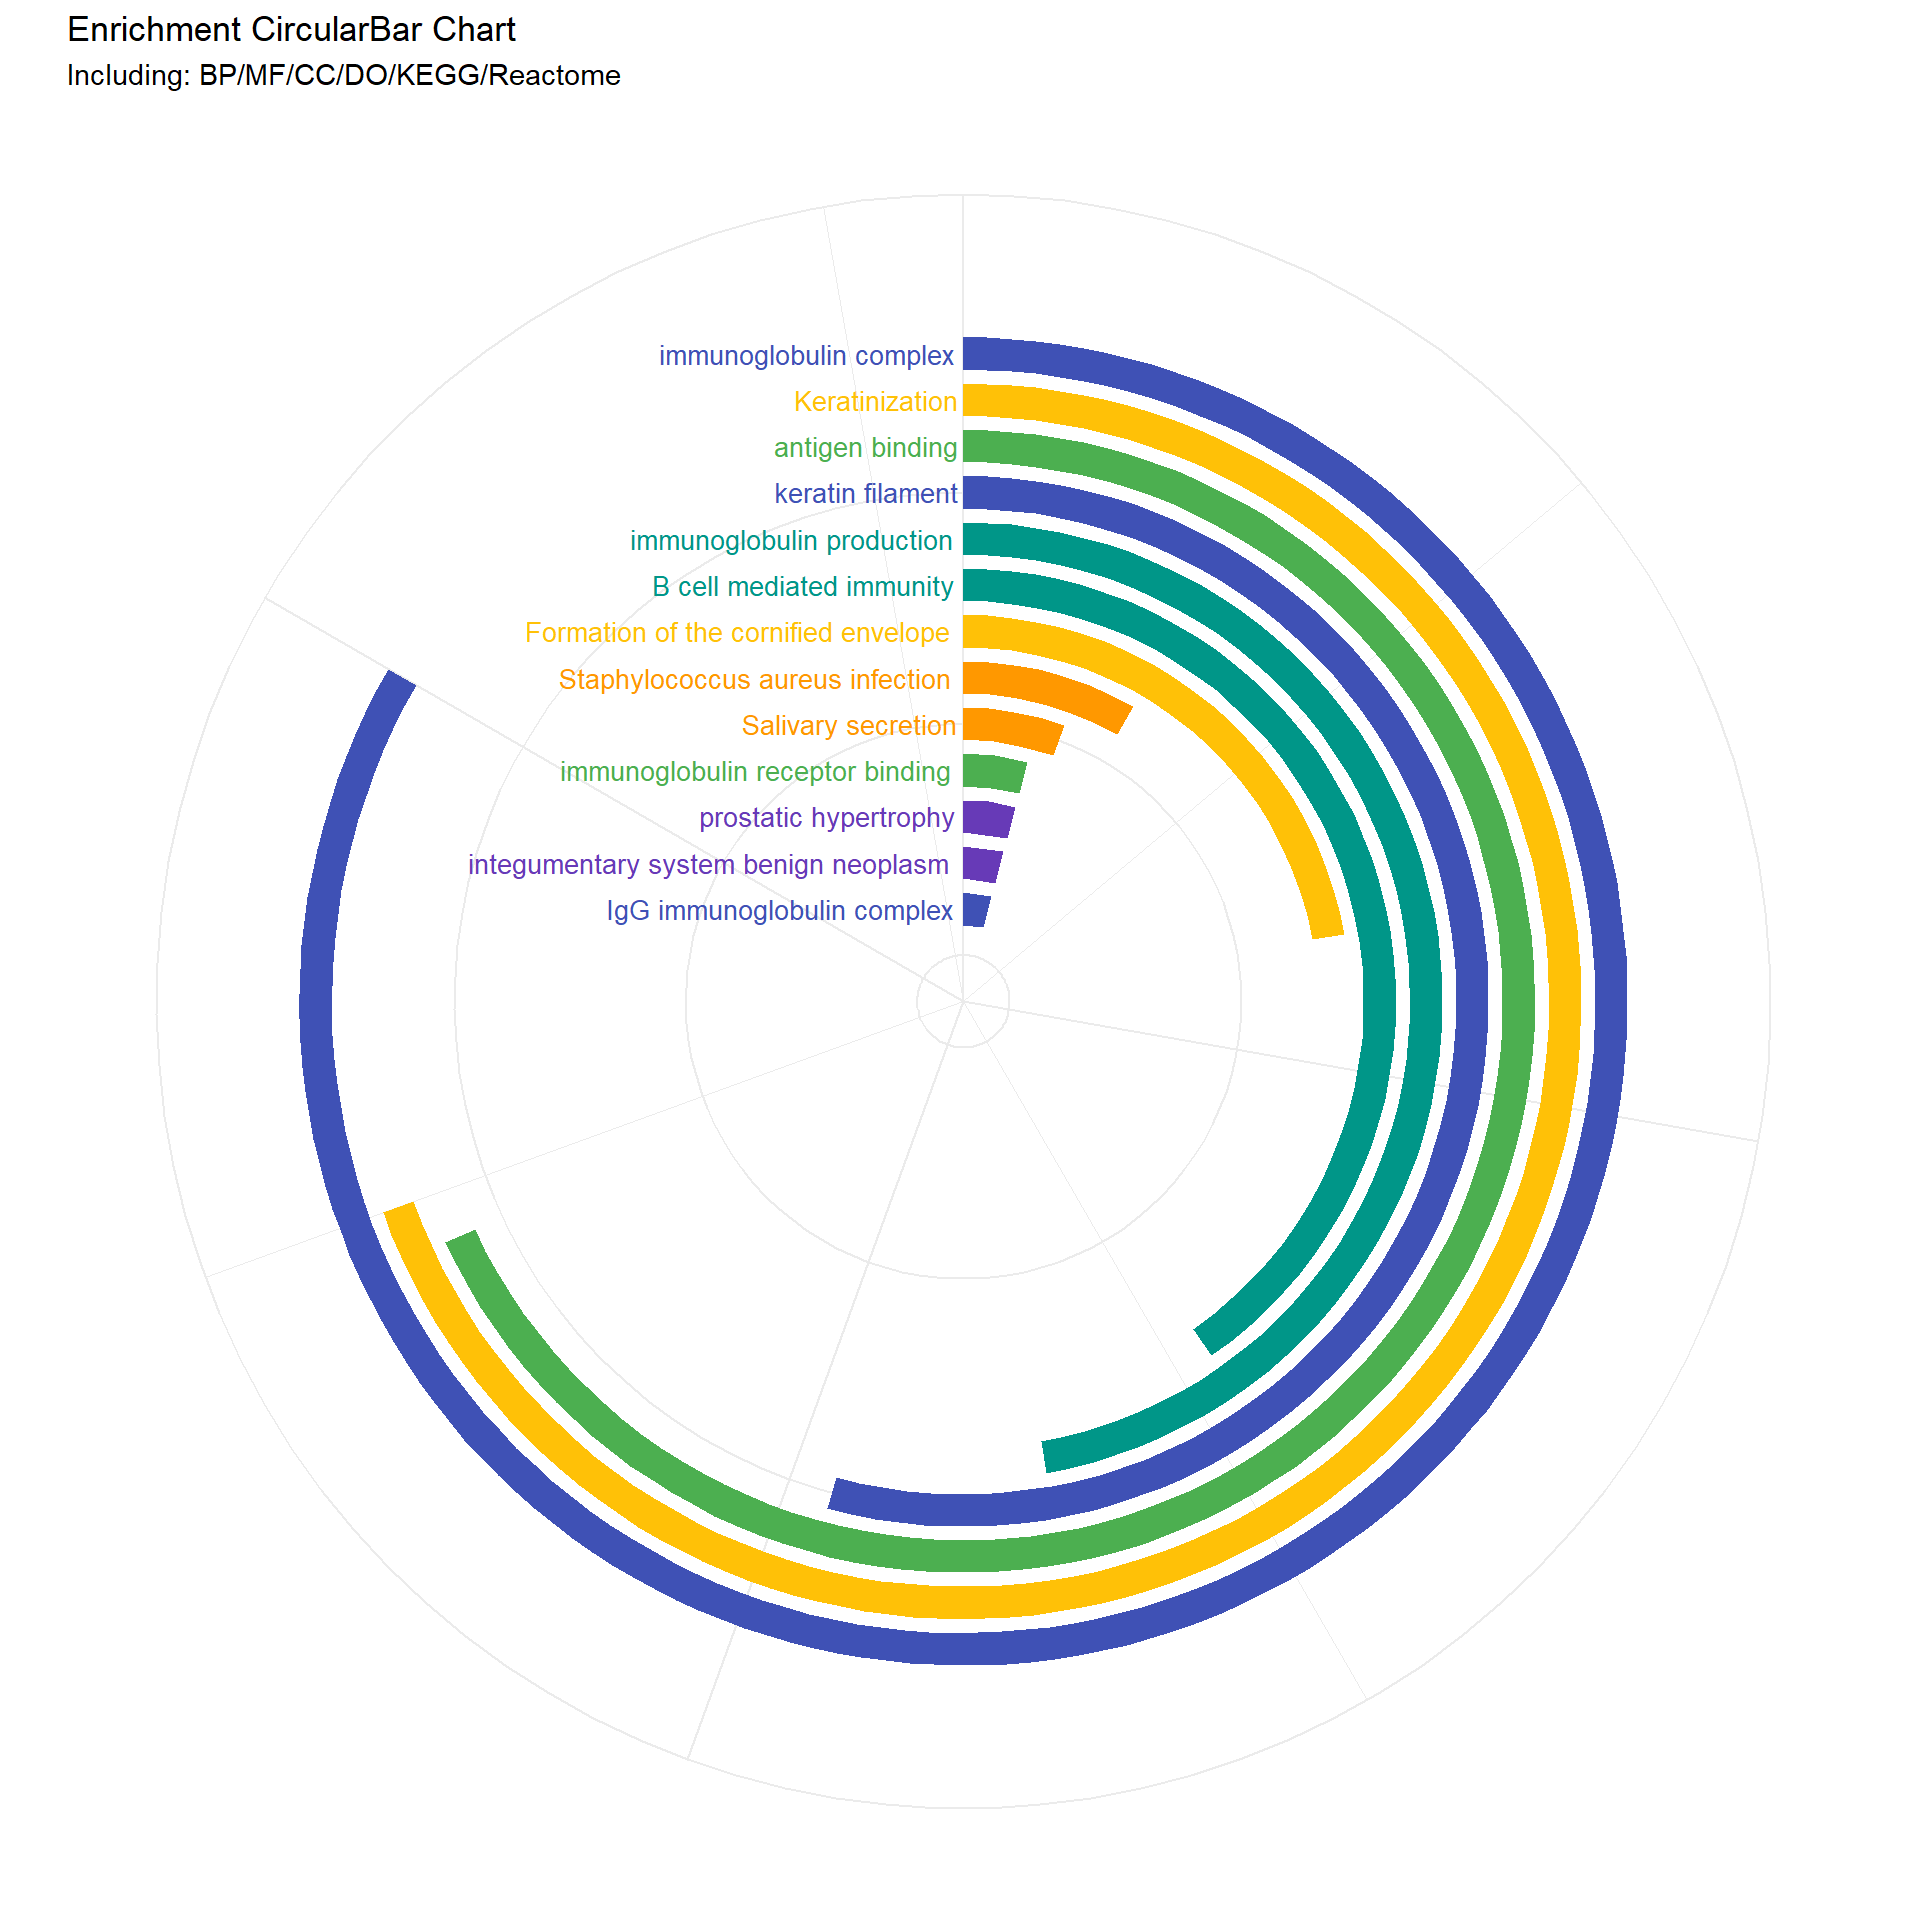 Enrichment CircularBar Chart
Including: BP/MF/CC/DO/KEGG/Reactome
immunoglobulin complex
Keratinization
antigen binding
keratin filament
immunoglobulin production
B cell mediated immunity
Formation of the cornified envelope
Staphylococcus aureus infection
Salivary secretion
immunoglobulin receptor binding
prostatic hypertrophy
integumentary system benign neoplasm
IgG immunoglobulin complex